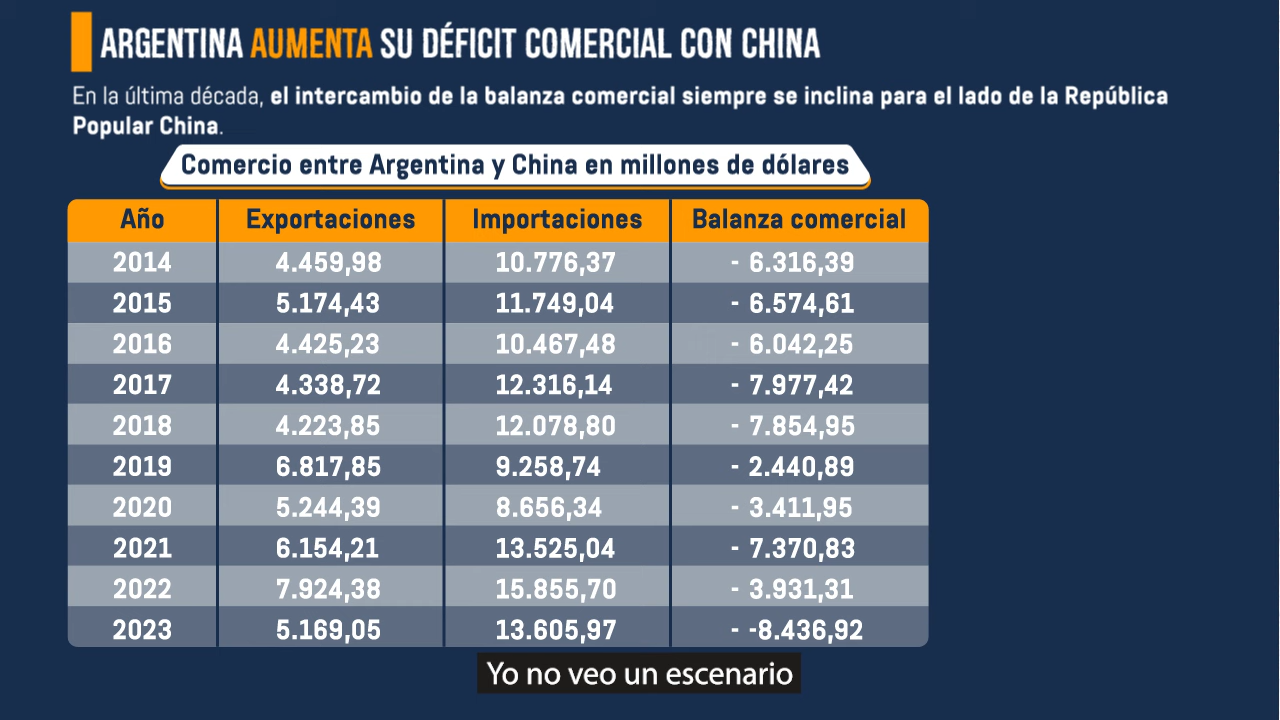 ARGENTINA AUMENTA SU DÉFICIT COMERCIAL CON CHINA
En la última década, el intercambio de la balanza comercial siempre se inclina para el lado de la República
Popular China.
Comercio entre Argentina y China en millones de dólares
Año Exportaciones Importaciones Balanza comercial
2014 4.459,98 10.776,37 - 6.316,39
2015 5.174,43 11.749,04 - 6.574,61
2016 4.425,23 10.467,48 - 6.042,25
2017 4.338,72 12.316,14 - 7.977,42
2018 4.223,85 12.078,80 - 7.854,95
2019 6.817,85 9.258,74 - 2.440,89
2020 5.244,39 8.656,34 - 3.411,95
2021 6.154,21 13.525,04 - 7.370,83
2022 7.924,38 15.855,70 - 3.931,31
2023 5.169,05 13.605,97 - -8.436,92
Yo no veo un escenario